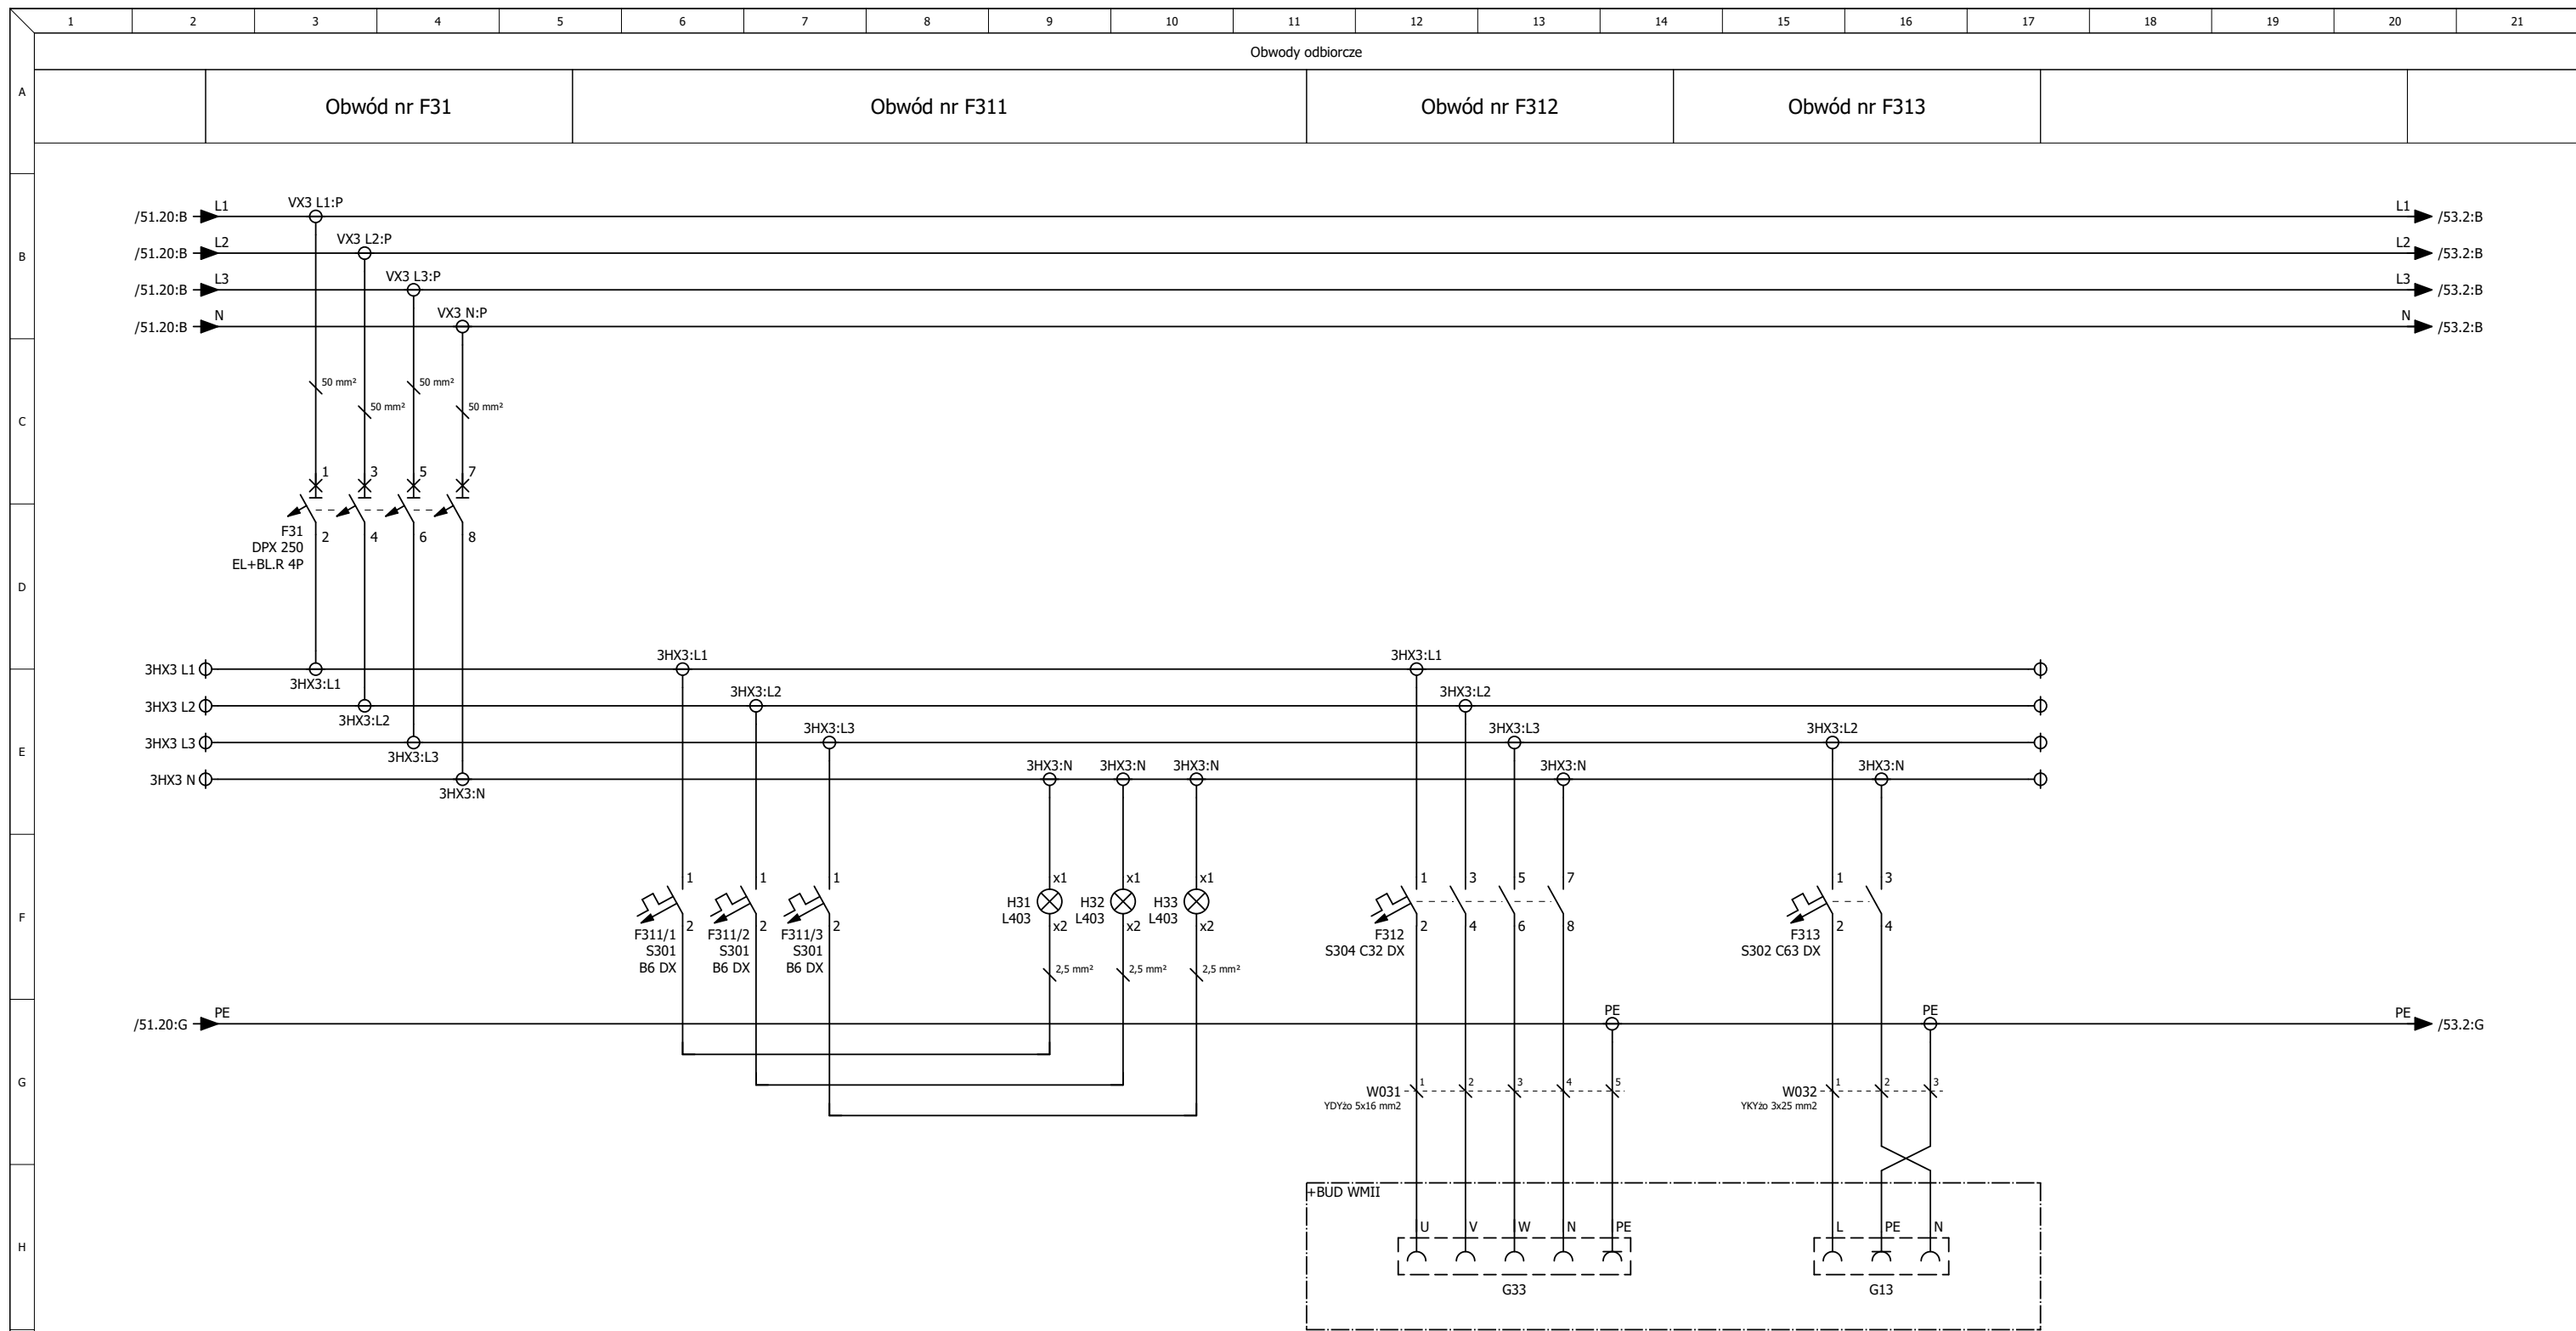 1 2 3 4 5 6 7 8 9 10 11 12 13 14 15 16 17 18 19 20 21
Obwody odbiorcze
A
Obwód nr F31 Obwód nr F311 Obwód nr F312 Obwód nr F313
/51.20:B L1 VX3 L1:P L1 /53.2:B
B
/51.20:B L2 VX3 L2:P L2 /53.2:B
/51.20:B L3 VX3 L3:P L3 /53.2:B
/51.20:B N VX3 N:P N /53.2:B
50 mm² 50 mm²
50 mm² 50 mm²
C
1 3 5 7
F31 2 4 6 8
DPX 250
EL+BL.R 4P
D
3HX3:L1 3HX3:L1
3HX3 L1
3HX3:L1
3HX3:L2 3HX3:L2
3HX3 L2
3HX3:L2
3HX3:L3 3HX3:L3 3HX3:L2
3HX3 L3
E
3HX3:L3
3HX3:N 3HX3:N 3HX3:N 3HX3:N 3HX3:N
3HX3 N
3HX3:N
1 1 1 x1 x1 x1 1 3 5 7 1 3
H31 H32 H33
L403 L403 L403
F
2 2 2 x2 x2 x2 2 4 6 8 2 4
F311/1 F311/2 F311/3 F312 F313
S301 S301 S301 S304 C32 DX S302 C63 DX
B6 DX B6 DX B6 DX
2,5 mm² 2,5 mm² 2,5 mm²
/51.20:G PE PE PE PE /53.2:G
G
W031 1 2 3 4 5 W032 1 2 3
YDYżo 5x16 mm2 YKYżo 3x25 mm2
+BUD WMII
H
U V W N PE L PE N
G33 G13